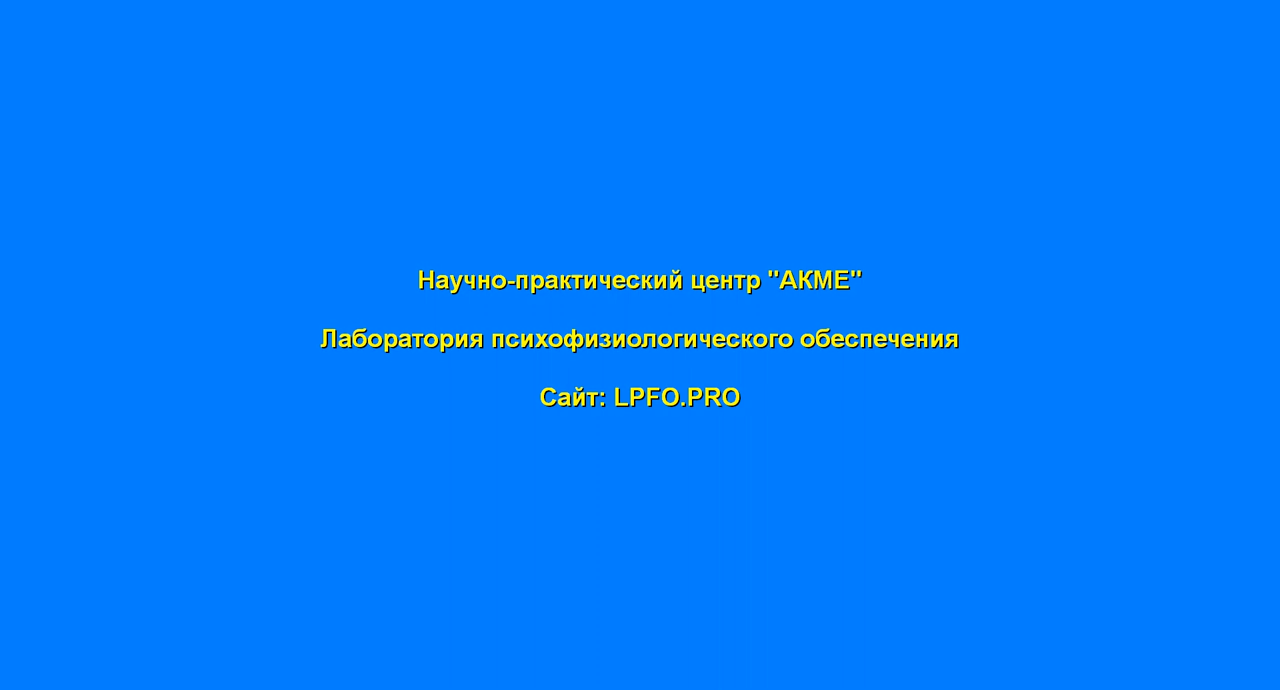 Научно-практический центр "АКМЕ"
Лаборатория психофизиологического обеспечения
Сайт: LPFO.PRO